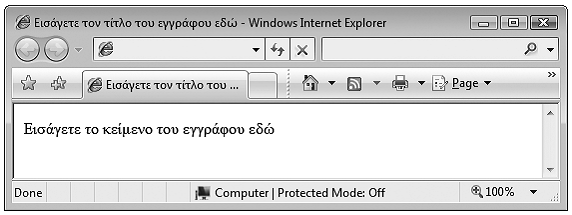 Εισάγετε τον τίτλο του εγγράφου εδώ - Windows Internet Explorer
Εισάγετε τον τίτλο του ...
Page
»
Εισάγετε το κείμενο του εγγράφου εδώ
Done
Computer | Protected Mode: Off
100%